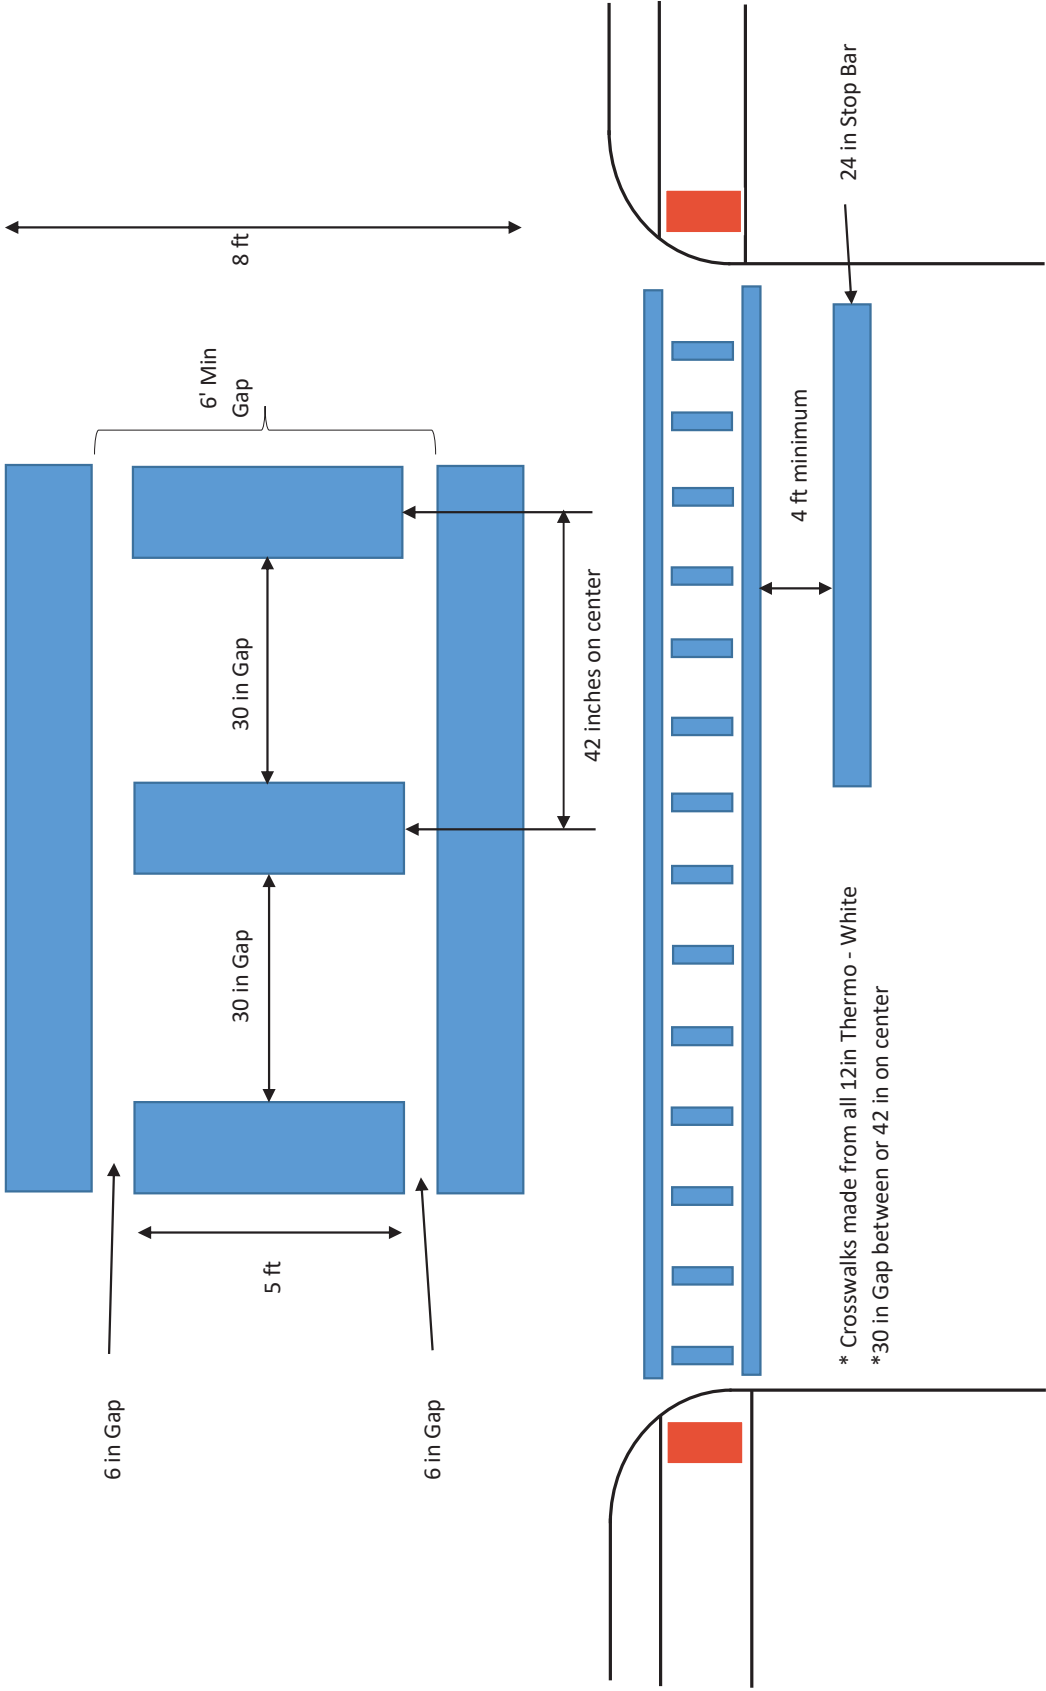 8 ft
6' Min
Gap
30 in Gap
30 in Gap
42 inches on center
5 ft
6 in Gap
6 in Gap
24 in Stop Bar
4 ft minimum
* Crosswalks made from all 12in Thermo - White
*30 in Gap between or 42 in on center